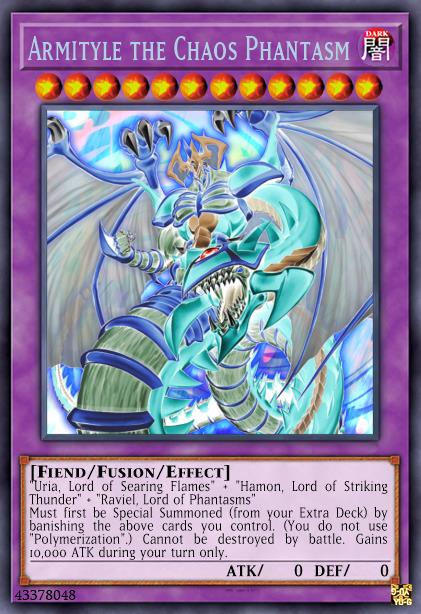 Armityle the Chaos Phantasm
DARK
闇
[Fiend/Fusion/Effect]
"Uria, Lord of Searing Flames" + "Hamon, Lord of Striking
Thunder" + "Raviel, Lord of Phantasms"
Must first be Special Summoned (from your Extra Deck) by
banishing the above cards you control. (You do not use
"Polymerization".) Cannot be destroyed by battle. Gains
10,000 ATK during your turn only.
ATK/ 0 DEF/ 0
43378048